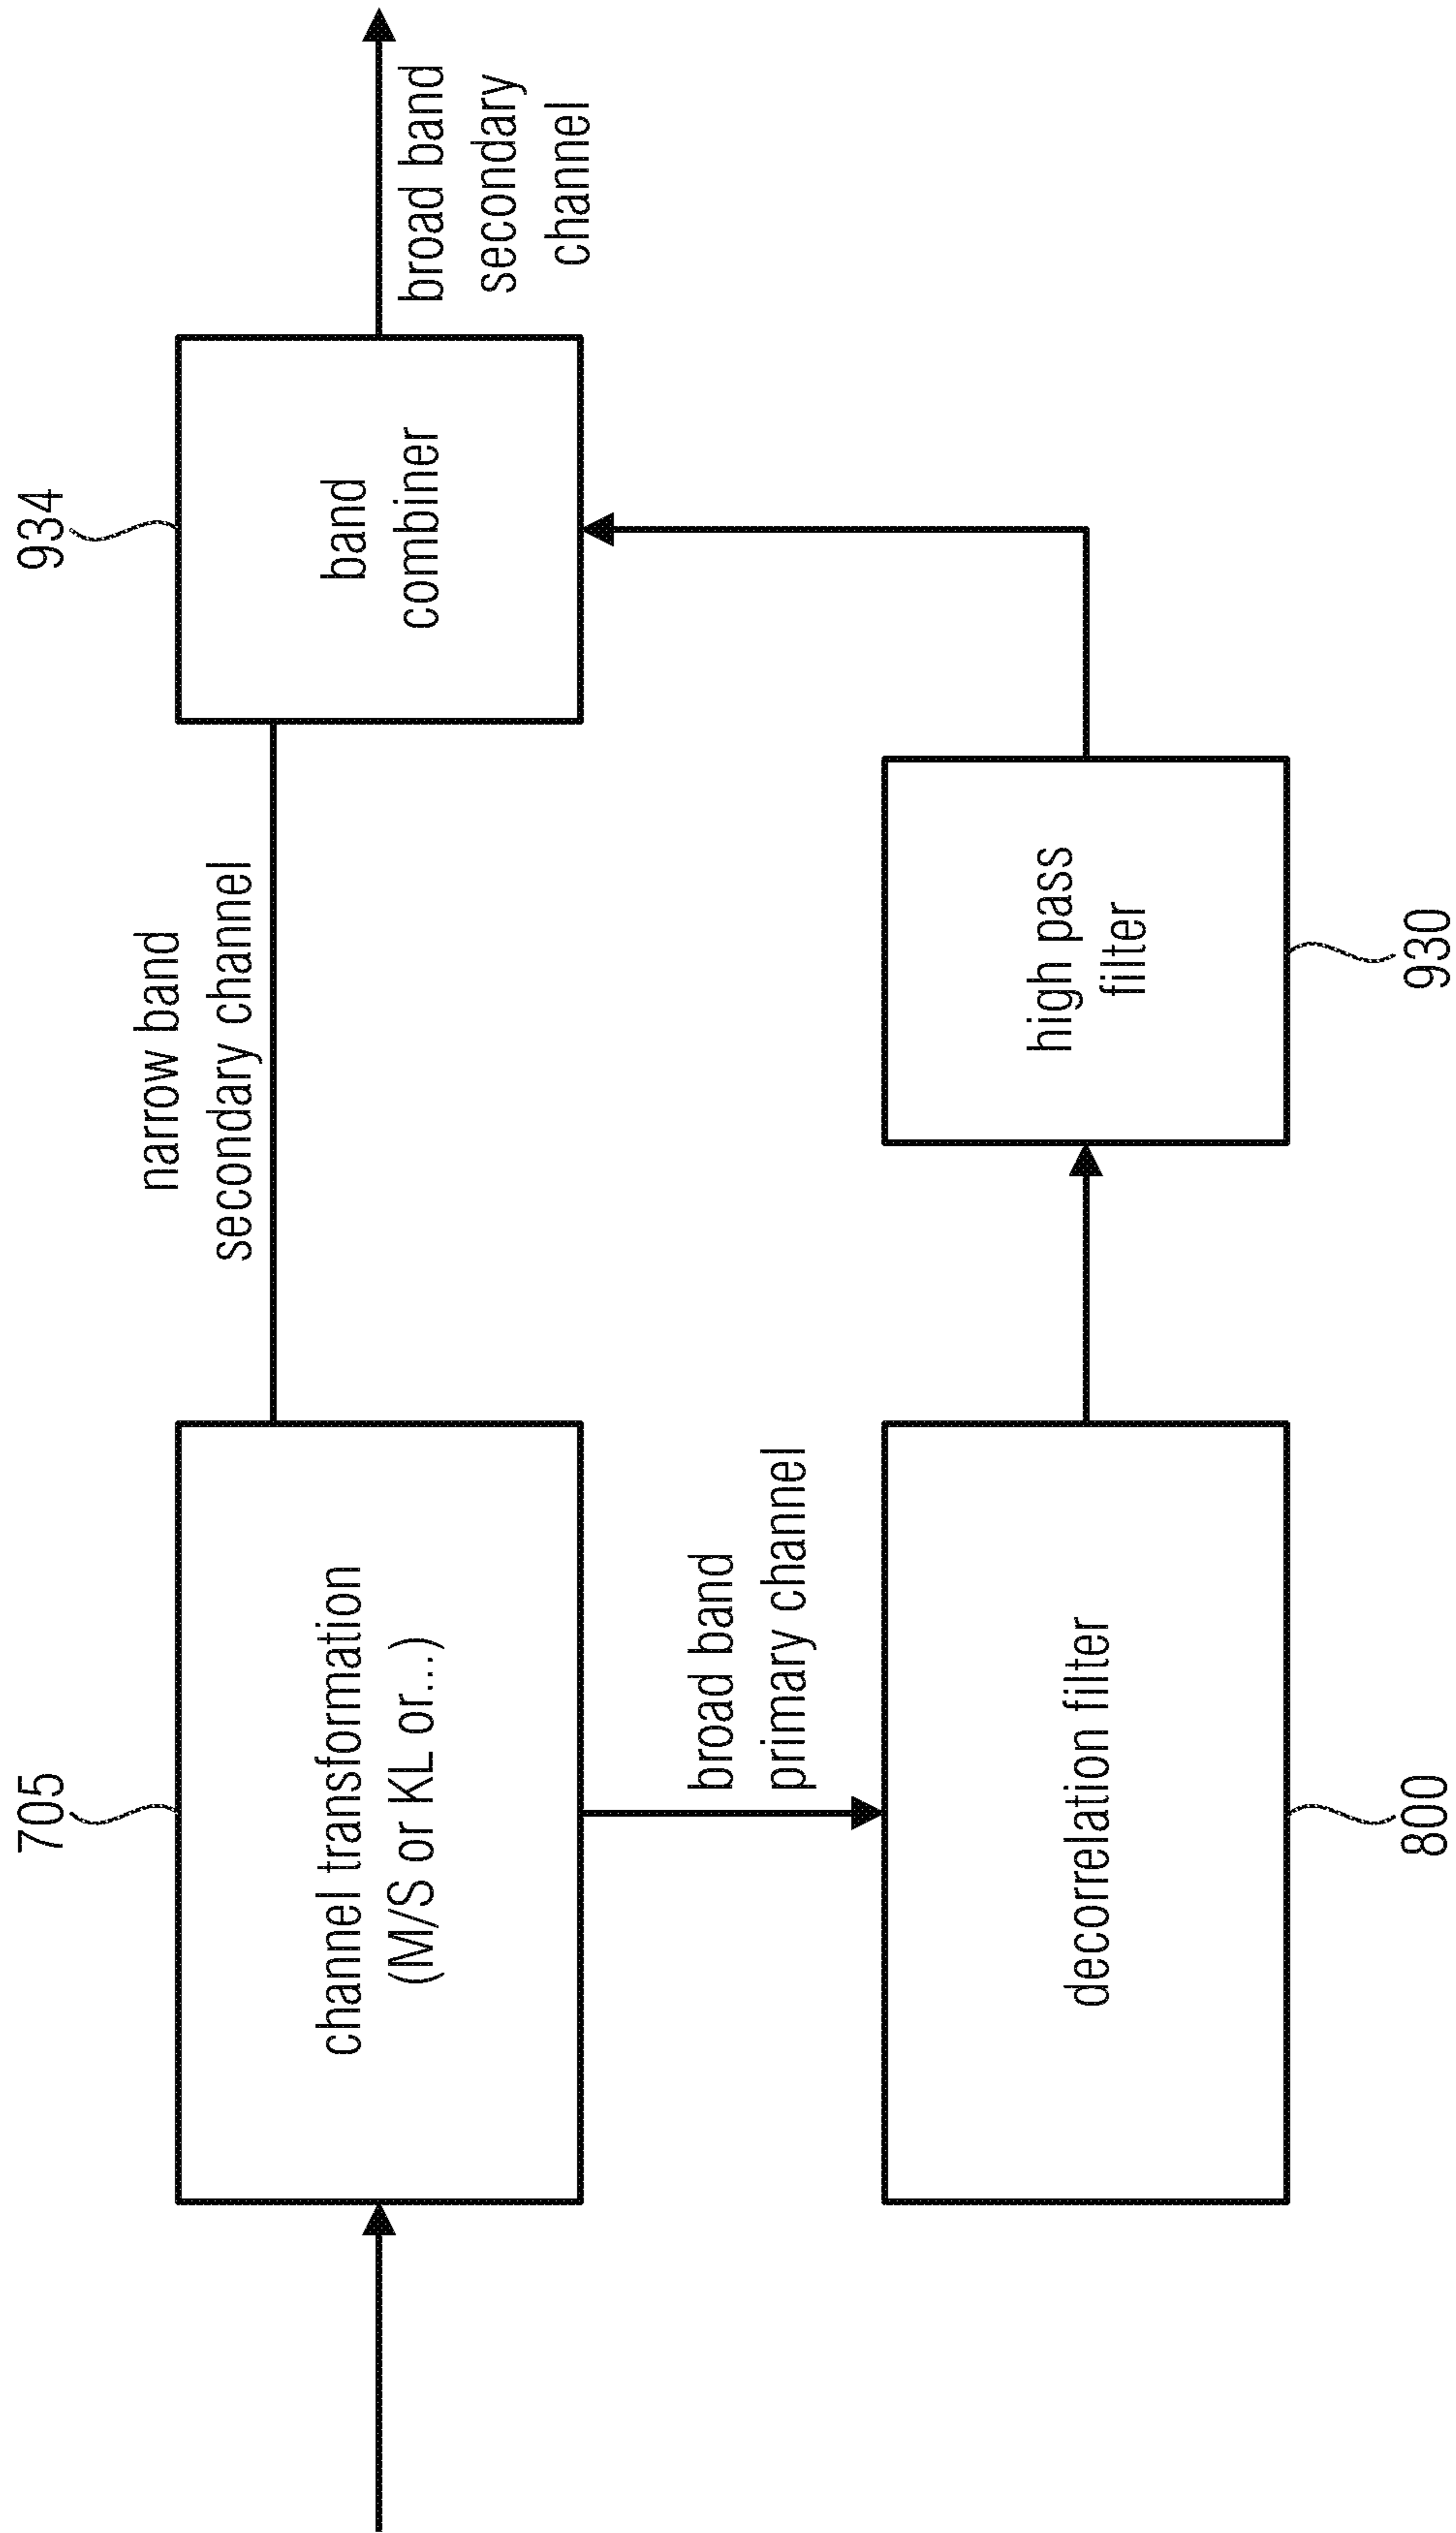 705
channel transformation
(M/S or KL or...)
narrow band
secondary channel
934
band
combiner
broad band
secondary
channel
broad band
primary channel
decorrelation filter
800
high pass
filter
930